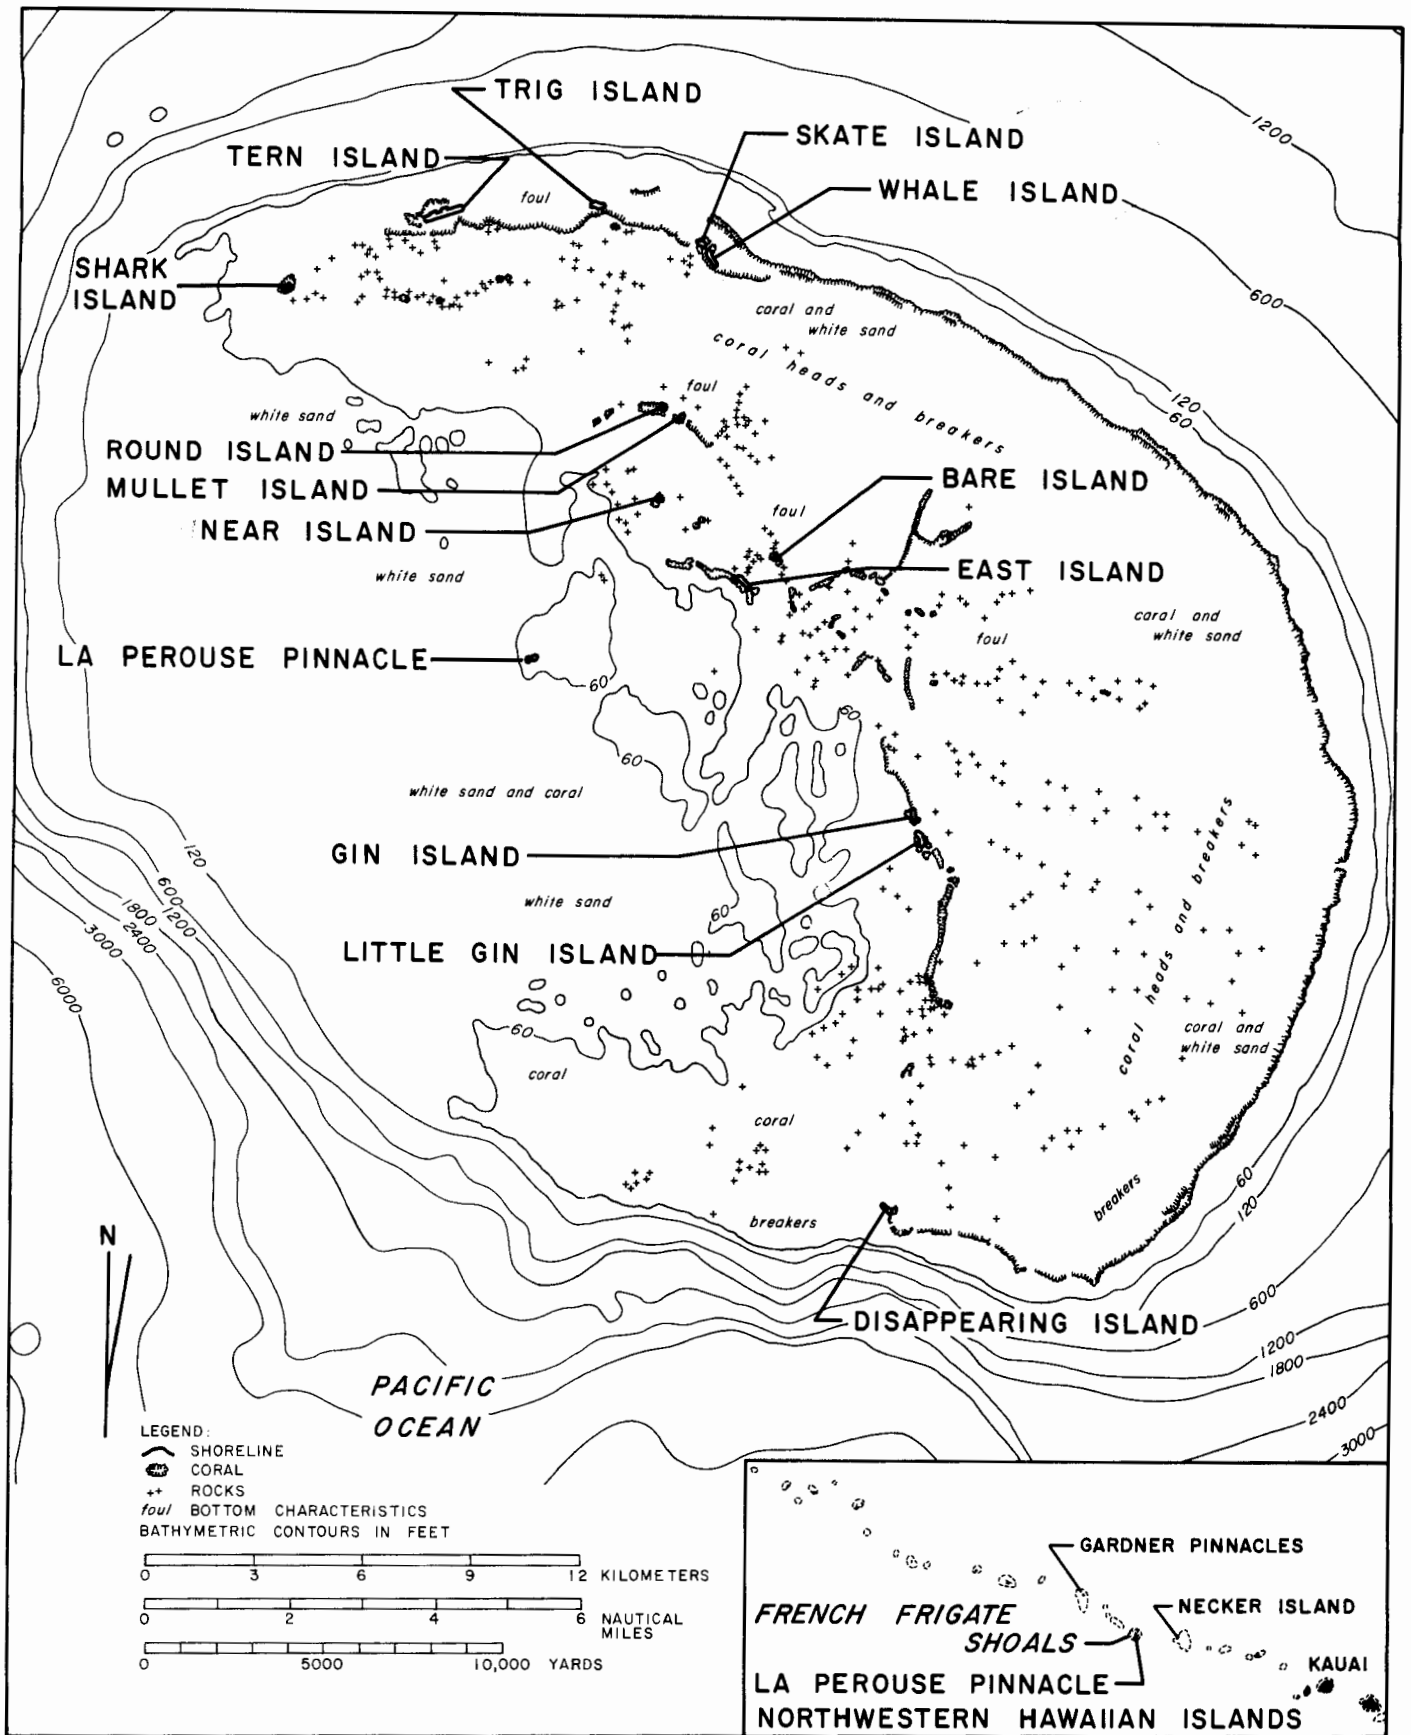 1200
TRIG ISLAND
SKATE ISLAND
TERN ISLAND
WHALE ISLAND
foul
SHARK
ISLAND
600
coral and
white sand
coral heads and breakers
foul
120
60
white sand
ROUND ISLAND
MULLET ISLAND
BARE ISLAND
NEAR ISLAND
foul
white sand
EAST ISLAND
coral and
white sand
foul
LA PEROUSE PINNACLE
60
60
60
white sand and coral
coral heads and breakers
GIN ISLAND
120
600
1200
1800
2400
3000
6000
white sand
60
LITTLE GIN ISLAND
60
coral
coral and
white sand
coral
breakers
breakers
60
120
N
600
DISAPPEARING ISLAND
1200
1800
2400
3000
PACIFIC
OCEAN
LEGEND:
SHORELINE
CORAL
++ ROCKS
foul BOTTOM CHARACTERISTICS
BATHYMETRIC CONTOURS IN FEET
0 3 6 9 12 KILOMETERS
0 2 4 6 NAUTICAL
MILES
0 5000 10,000 YARDS
GARDNER PINNACLES
FRENCH FRIGATE
SHOALS
NECKER ISLAND
KAUAI
LA PEROUSE PINNACLE
NORTHWESTERN HAWAIIAN ISLANDS